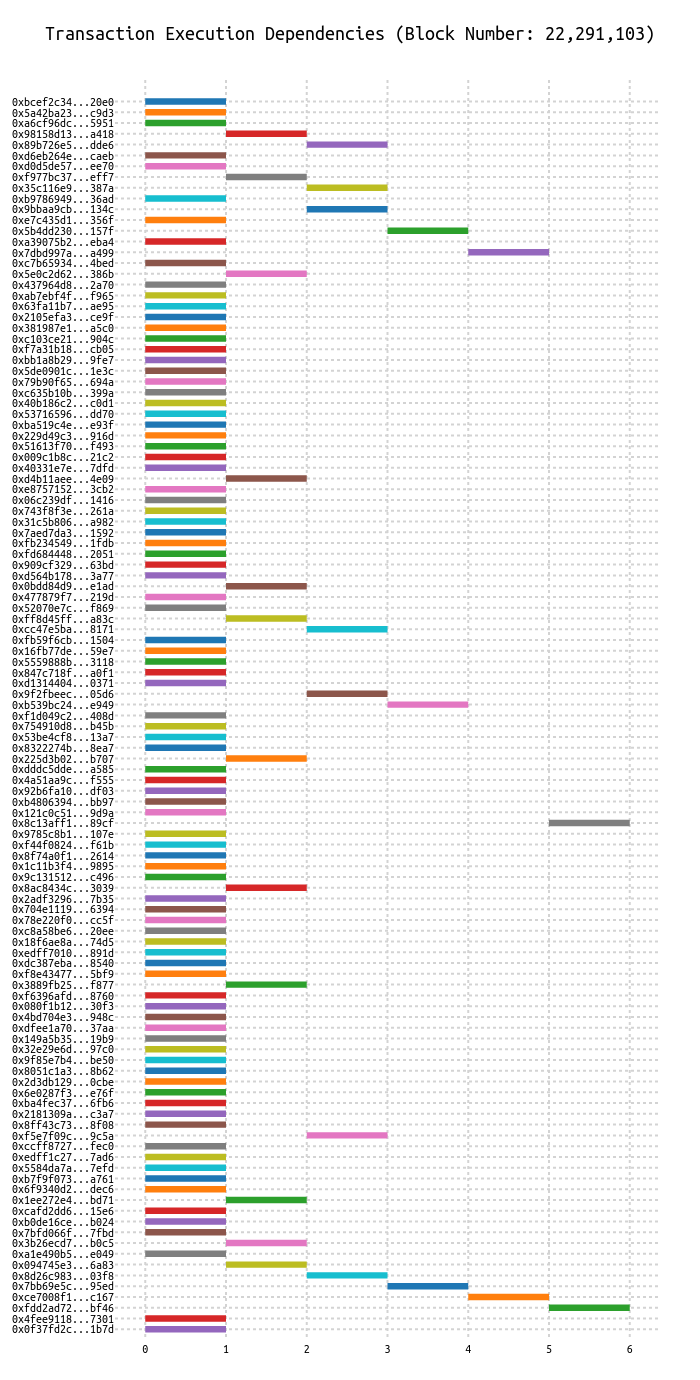 Transaction Execution Dependencies (Block Number: 22,291,103)
0xbcef2c34...20e0
0x5a42ba23...c9d3
0xa6cf96dc...5951
0x98158d13...a418
0x89b726e5...dde6
0xd6eb264e...caeb
0xd0d5de57...ee70
0xf977bc37...eff7
0x35c116e9...387a
0xb9786949...36ad
0x9bbaa9cb...134c
0xe7c435d1...356f
0x5b4dd230...157f
0xa39075b2...eba4
0x7dbd997a...a499
0xc7b65934...4bed
0x5e0c2d62...386b
0x437964d8...2a70
0xab7ebf4f...f965
0x63fa11b7...ae95
0x2105efa3...ce9f
0x381987e1...a5c0
0xc103ce21...904c
0xf7a31b18...cb05
0xbb1a8b29...9fe7
0x5de0901c...1e3c
0x79b90f65...694a
0xc635b10b...399a
0x40b186c2...c0d1
0x53716596...dd70
0xba519c4e...e93f
0x229d49c3...916d
0x51613f70...f493
0x009c1b8c...21c2
0x40331e7e...7dfd
0xd4b11aee...4e09
0xe8757152...3cb2
0x06c239df...1416
0x743f8f3e...261a
0x31c5b806...a982
0x7aed7da3...1592
0xfb234549...1fdb
0xfd684448...2051
0x909cf329...63bd
0xd564b178...3a77
0x0bdd84d9...e1ad
0x477879f7...219d
0x52070e7c...f869
0xff8d45ff...a83c
0xcc47e5ba...8171
0xfb59f6cb...1504
0x16fb77de...59e7
0x5559888b...3118
0x847c718f...a0f1
0xd1314404...0371
0x9f2fbeec...05d6
0xb539bc24...e949
0xf1d049c2...408d
0x754910d8...b45b
0x53be4cf8...13a7
0x8322274b...8ea7
0x225d3b02...b707
0xdddc5dde...a585
0x4a51aa9c...f555
0x92b6fa10...df03
0xb4806394...bb97
0x121c0c51...9d9a
0x8c13aff1...89cf
0x9785c8b1...107e
0xf44f0824...f61b
0x8f74a0f1...2614
0x1c11b3f4...9895
0x9c131512...c496
0x8ac8434c...3039
0x2adf3296...7b35
0x704e1119...6394
0x78e220f0...cc5f
0xc8a58be6...20ee
0x18f6ae8a...74d5
0xedff7010...891d
0xdc387eba...8540
0xf8e43477...5bf9
0x3889fb25...f877
0xf6396afd...8760
0x080f1b12...30f3
0x4bd704e3...948c
0xdfee1a70...37aa
0x149a5b35...19b9
0x32e29e6d...97c0
0x9f85e7b4...be50
0x8051c1a3...8b62
0x2d3db129...0cbe
0x6e0287f3...e76f
0xba4fec37...6fb6
0x2181309a...c3a7
0x8ff43c73...8f08
0xf5e7f09c...9c5a
0xccff8727...fec0
0xedff1c27...7ad6
0x5584da7a...7efd
0xb7f9f073...a761
0x6f9340d2...dec6
0x1ee272e4...bd71
0xcafd2dd6...15e6
0xb0de16ce...b024
0x7bfd066f...7fbd
0x3b26ecd7...b0c5
0xa1e490b5...e049
0x094745e3...6a83
0x8d26c983...03f8
0x7bb69e5c...95ed
0xce7008f1...c167
0xfdd2ad72...bf46
0x4fee9118...7301
0x0f37fd2c...1b7d
0 1 2 3 4 5 6